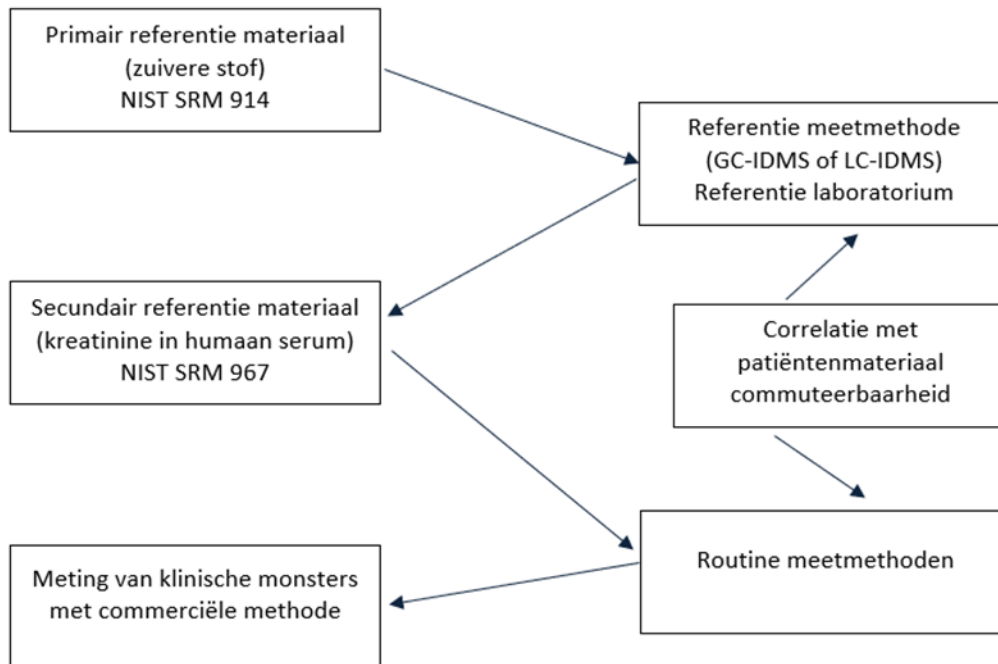 Primair referentie materiaal
(zuivere stof)
NIST SRM 914
Referentie meetmethode
(GC-IDMS of LC-IDMS)
Referentie laboratorium
Secundair referentie materiaal
(kreatinine in humaan serum)
NIST SRM 967
Correlatie met
patiëntenmateriaal
commuteerbaarheid
Routine meetmethoden
Meting van klinische monsters
met commerciële methode